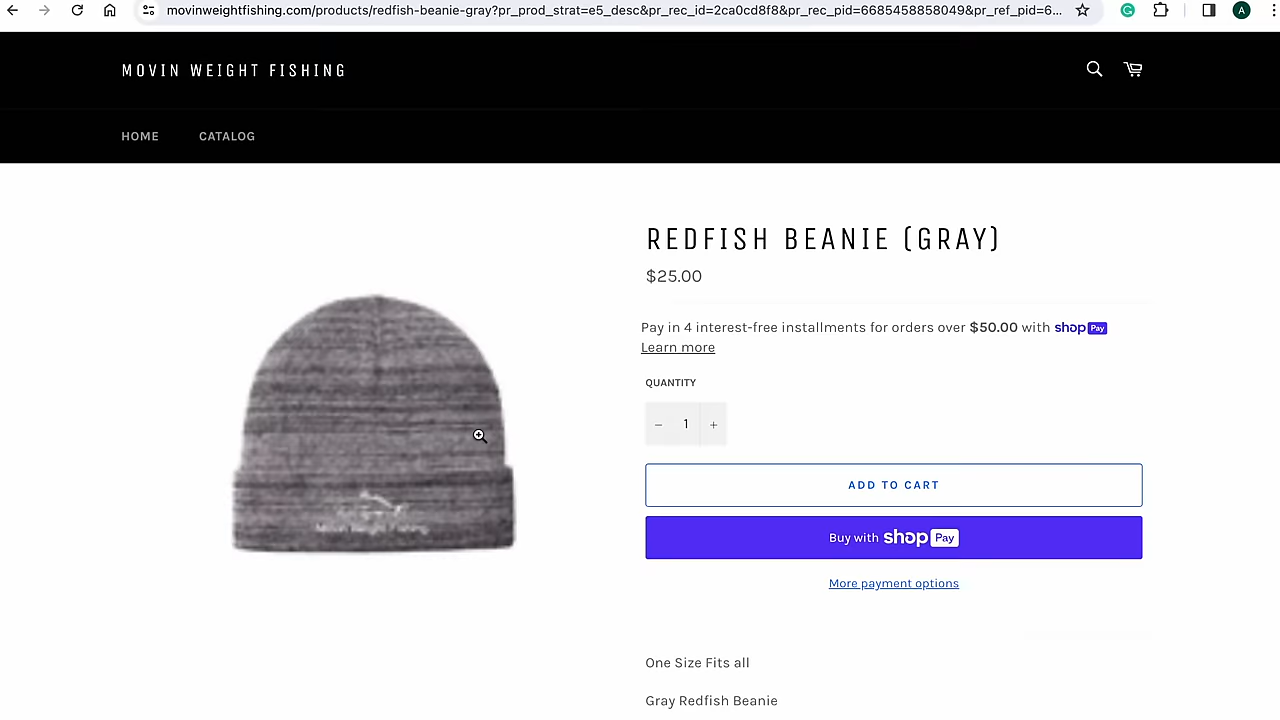 movinweightfishing.com/products/redfish-beanie-gray?pr_prod_strat=e5_desc&pr_rec_id=2ca0cd8f8&pr_rec_pid=6685458858049&pr_ref_pid=6...
A
MOVIN WEIGHT FISHING
HOME CATALOG
REDFISH BEANIE (GRAY)
$25.00
Pay in 4 interest-free installments for orders over $50.00 with shop Pay
Learn more
QUANTITY
− 1 +
ADD TO CART
Buy with shop Pay
More payment options
Movin Weight Fishing
One Size Fits all
Gray Redfish Beanie